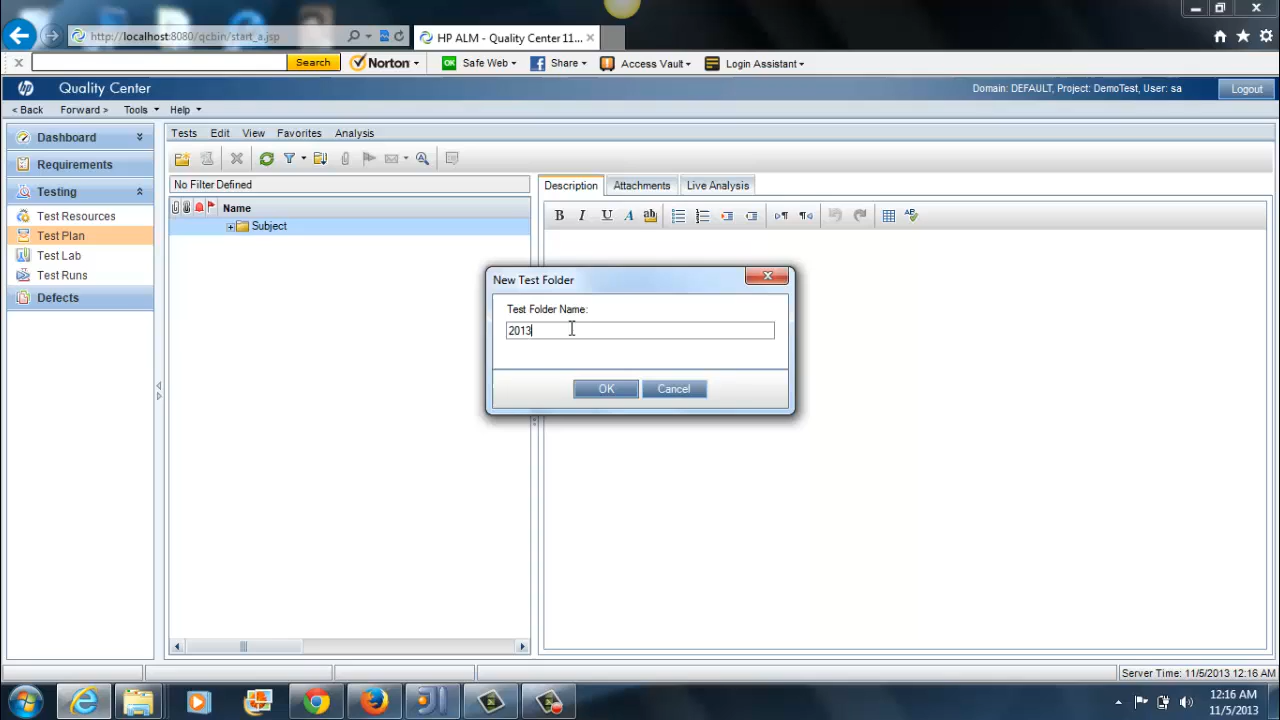 http://localhost:8080/qcbin/start_a.jsp
HP ALM - Quality Center 11...
Search
Norton
OK Safe Web
Share
Access Vault
Login Assistant
hp Quality Center
Domain: DEFAULT, Project: DemoTest, User: sa
Logout
< Back
Forward >
Tools
Help
Dashboard
Requirements
Testing
Test Resources
Test Plan
Test Lab
Test Runs
Defects
Tests
Edit
View
Favorites
Analysis
No Filter Defined
Name
Subject
Description
Attachments
Live Analysis
B
I
U
A
ab
New Test Folder
Test Folder Name:
2013
OK
Cancel
Server Time: 11/5/2013 12:16 AM
12:16 AM
11/5/2013